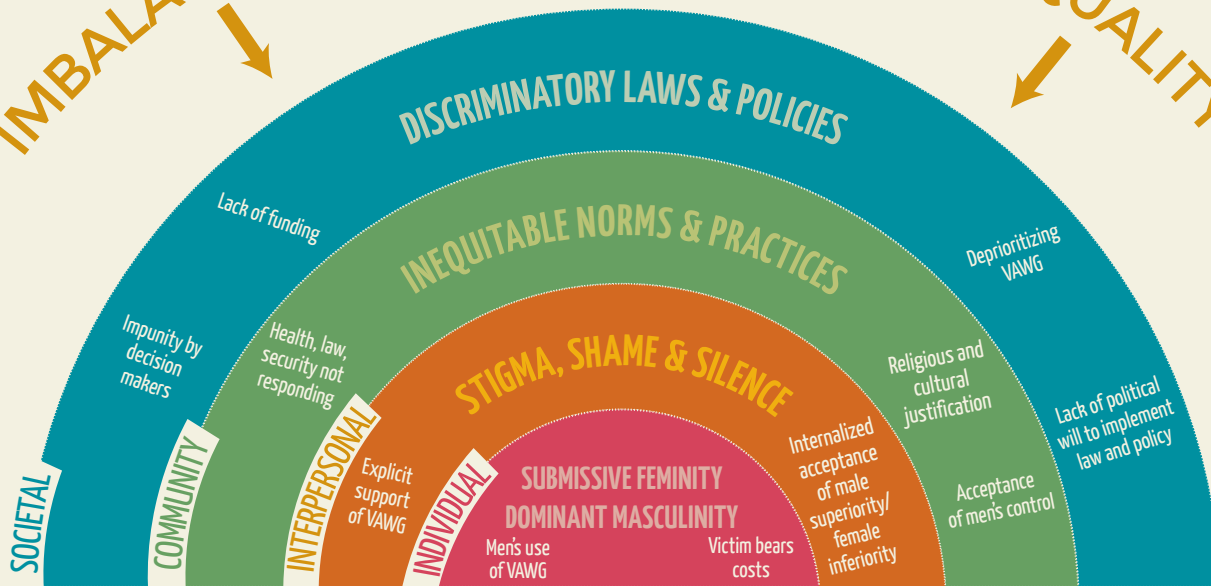 IMBALA
QUALITY
DISCRIMINATORY LAWS & POLICIES
Lack of funding
Deprioritizing
VAWG
Impunity by
decision
makers
Lack of political
will to implement
law and policy
SOCIETAL
INEQUITABLE NORMS & PRACTICES
Health, law,
security not
responding
Religious and
cultural
justification
Acceptance
of men's control
COMMUNITY
STIGMA, SHAME & SILENCE
Explicit
support
of VAWG
Internalized
acceptance
of male
superiority/
female
inferiority
INTERPERSONAL
SUBMISSIVE FEMINITY
DOMINANT MASCULINITY
Men's use
of VAWG
Victim bears
costs
INDIVIDUAL